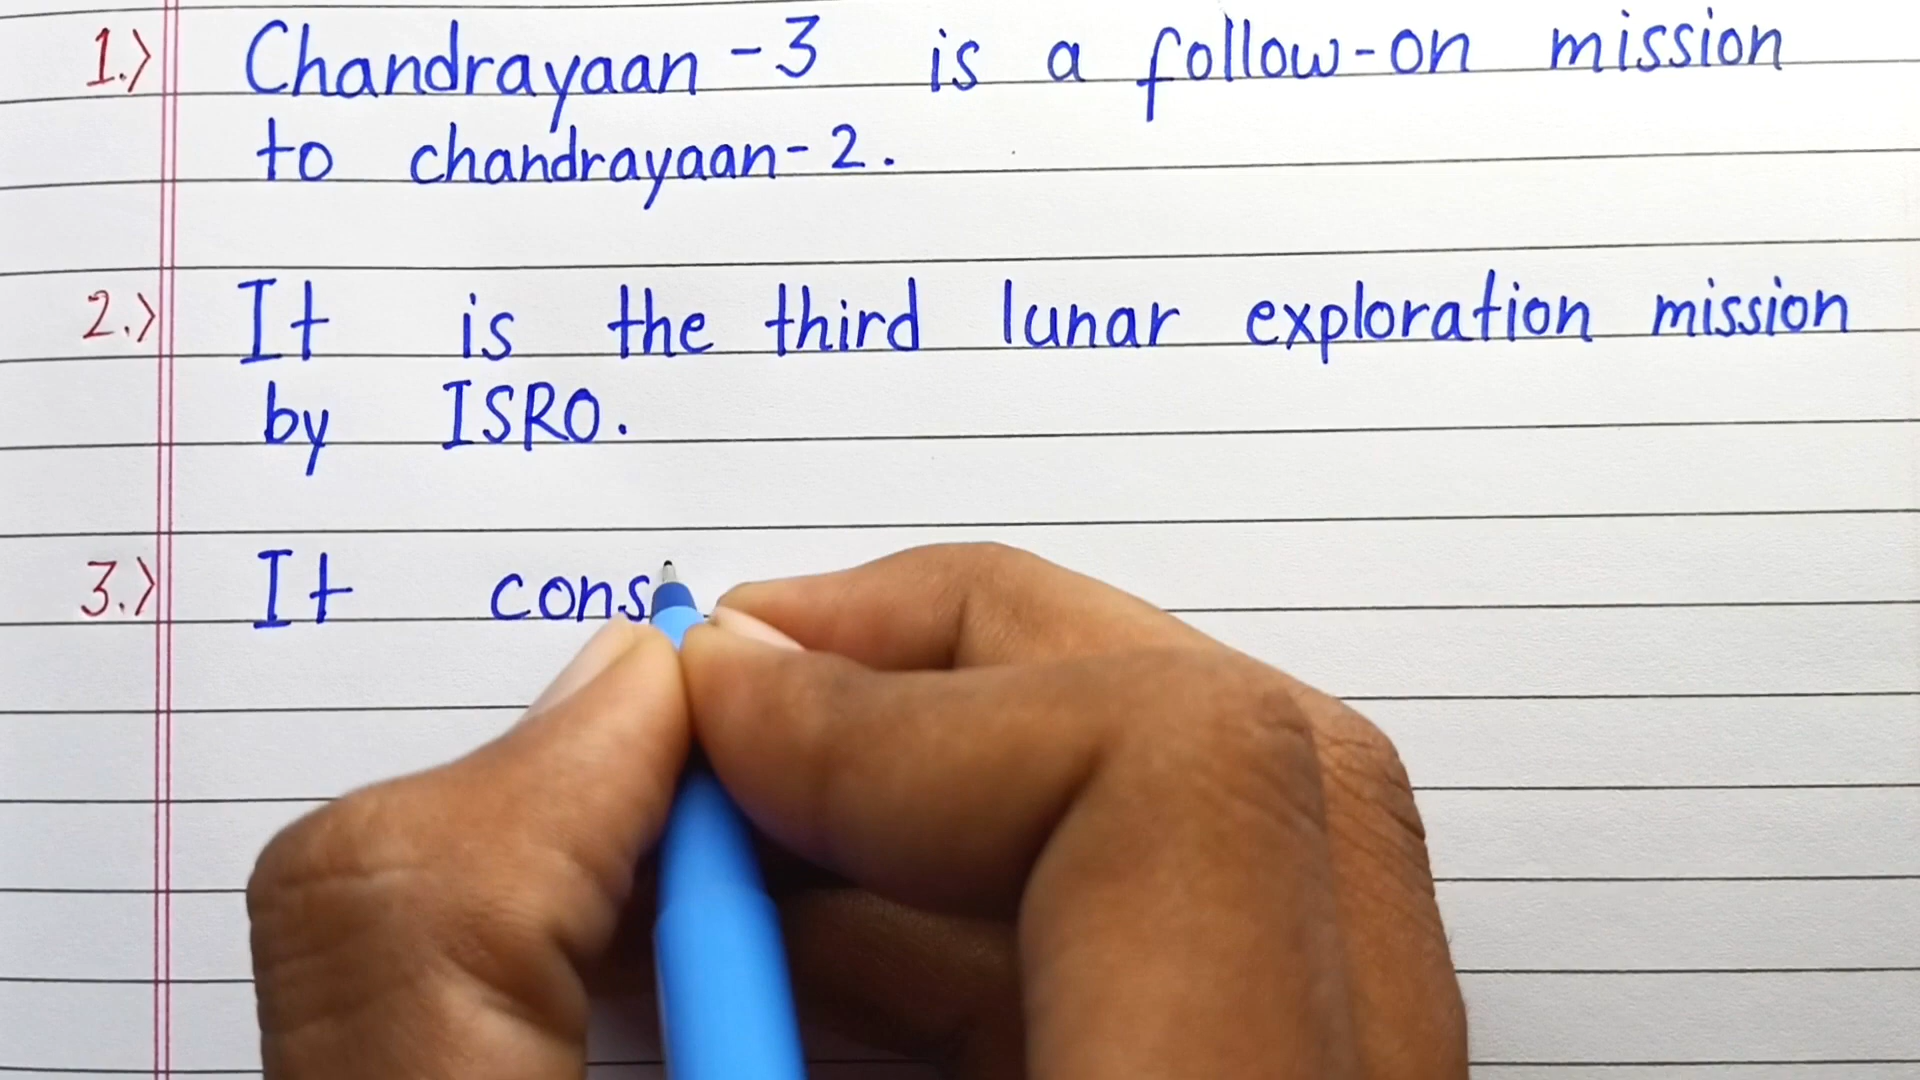 1.) Chandrayaan-3 is a follow-on mission
to chandrayaan-2.
2.) It is the third lunar exploration mission
by ISRO.
3.) It cons